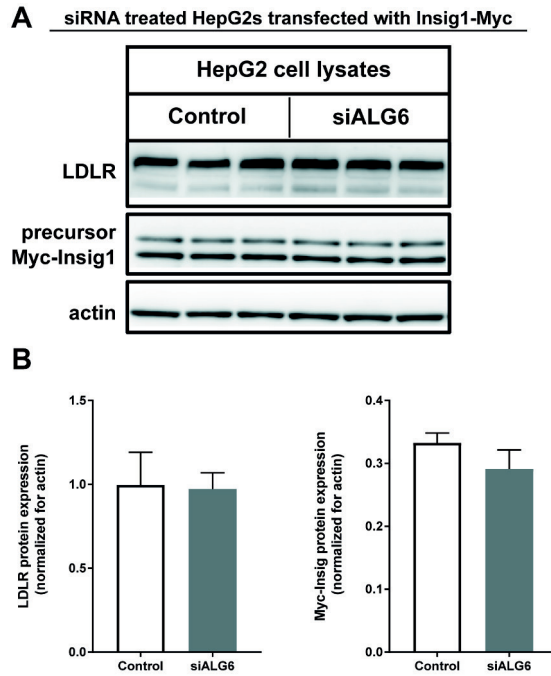 A
siRNA treated HepG2s transfected with Insig1-Myc
HepG2 cell lysates
Control siALG6
LDLR
precursor
Myc-Insig1
actin
B
LDLR protein expression
(normalized for actin)
1.5
1.0
0.5
0.0
Control siALG6
Myc-Insig protein expression
(normalized for actin)
0.4
0.3
0.2
0.1
0.0
Control siALG6